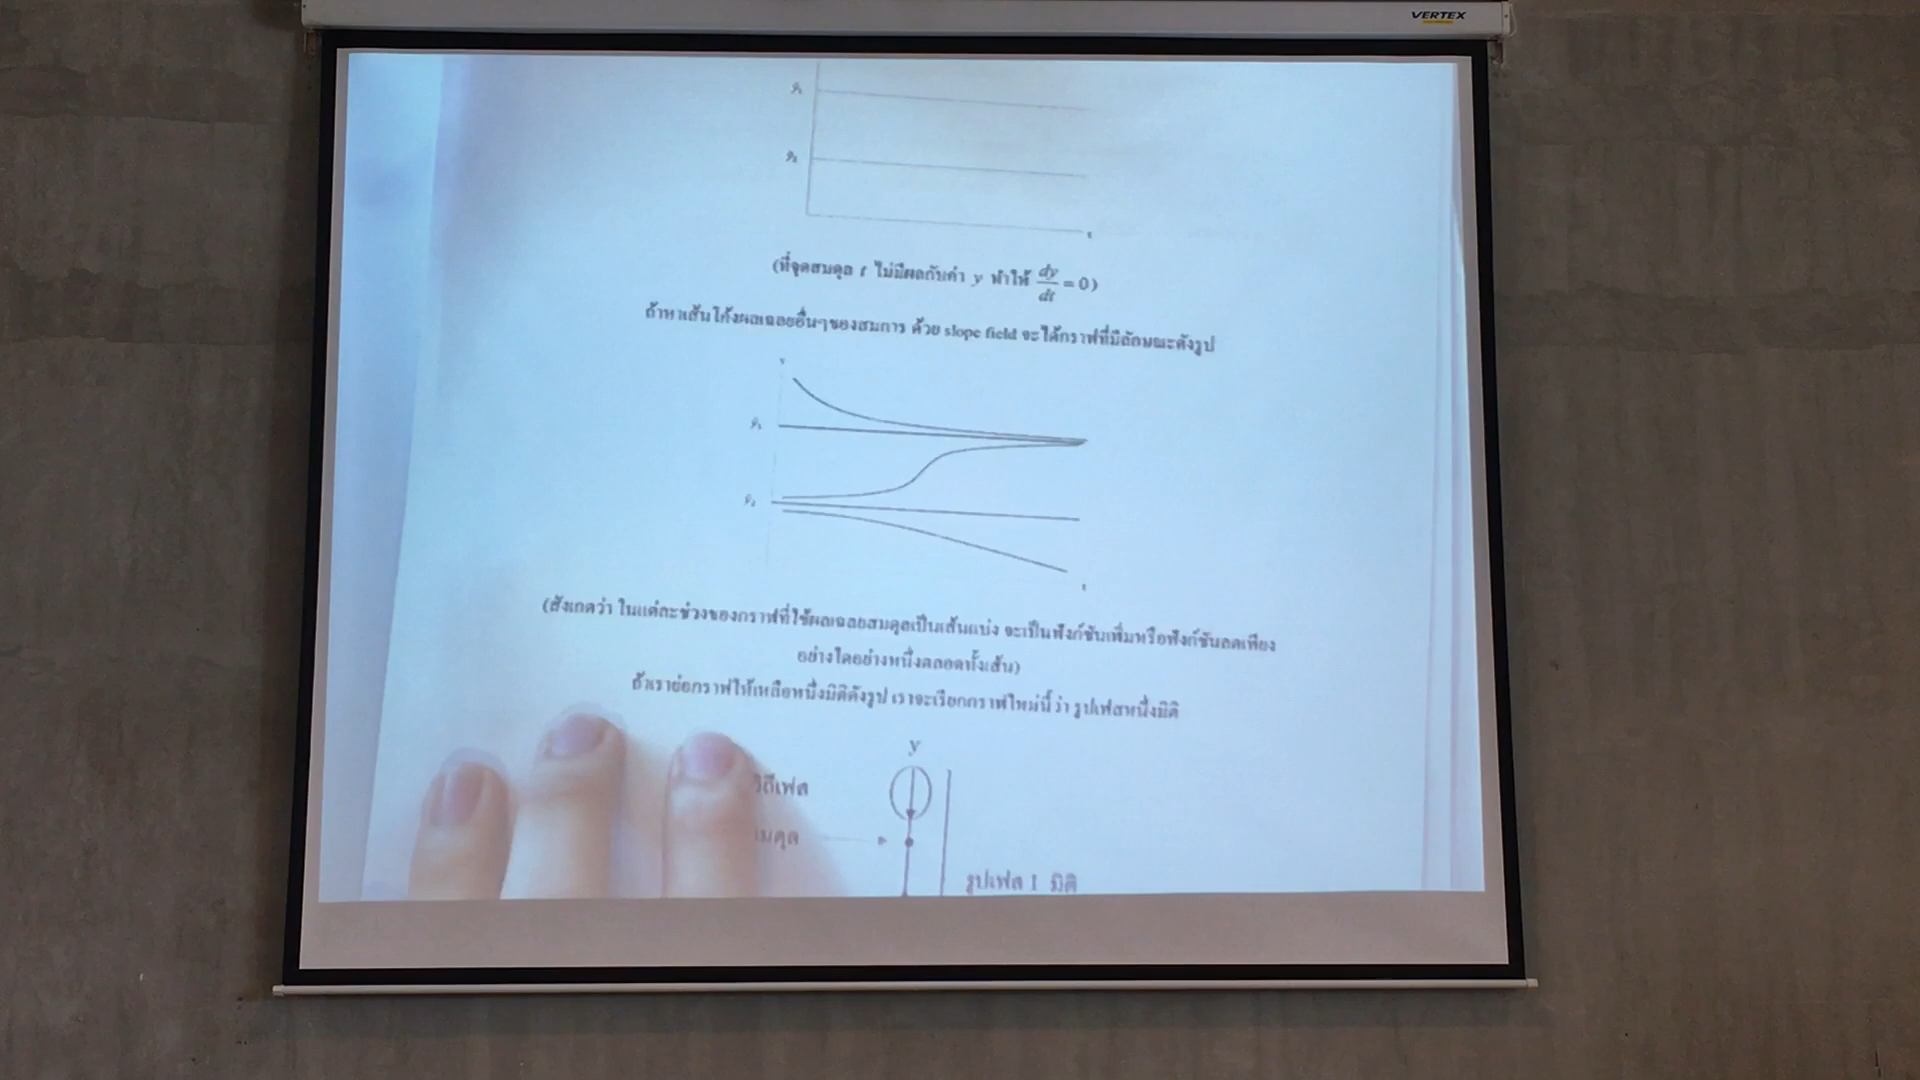 VERTEX
ŷ₁
ŷ₂
t
(ที่จุดสมดุล t ไม่มีผลกับค่า y ทำให้ dy/dt = 0)
ถ้าหาเส้นโค้งผลเฉลยอื่นๆของสมการ ด้วย slope field จะได้กราฟที่มีลักษณะดังรูป
y
ŷ₁
ŷ₂
t
(สังเกตว่า ในแต่ละช่วงของกราฟที่ใช้ผลเฉลยสมดุลเป็นเส้นแบ่ง จะเป็นฟังก์ชันเพิ่มหรือฟังก์ชันลดเพียง
อย่างใดอย่างหนึ่งตลอดทั้งเส้น)
ถ้าเราย่อกราฟให้เหลือหนึ่งมิติดังรูป เราจะเรียกกราฟใหม่นี้ว่า รูปเฟสหนึ่งมิติ
y
วิถีเฟส
มดุล
รูปเฟส 1 มิติ